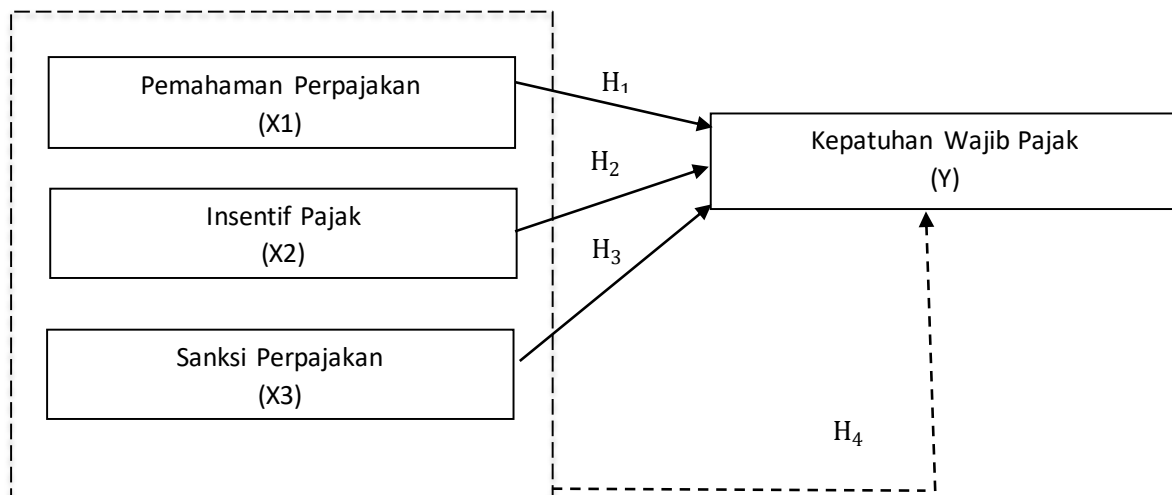 Pemahaman Perpajakan
(X1)
H₁
Kepatuhan Wajib Pajak
(Y)
H₂
Insentif Pajak
(X2)
H₃
Sanksi Perpajakan
(X3)
H₄